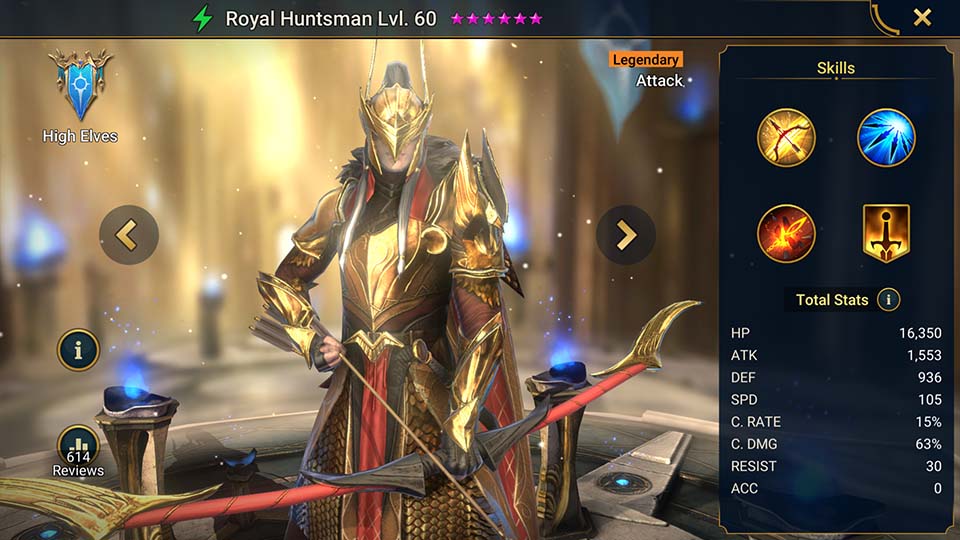 Royal Huntsman Lvl. 60
Legendary
Attack
High Elves
614
Reviews
Skills
Total Stats
HP 16,350
ATK 1,553
DEF 936
SPD 105
C. RATE 15%
C. DMG 63%
RESIST 30
ACC 0